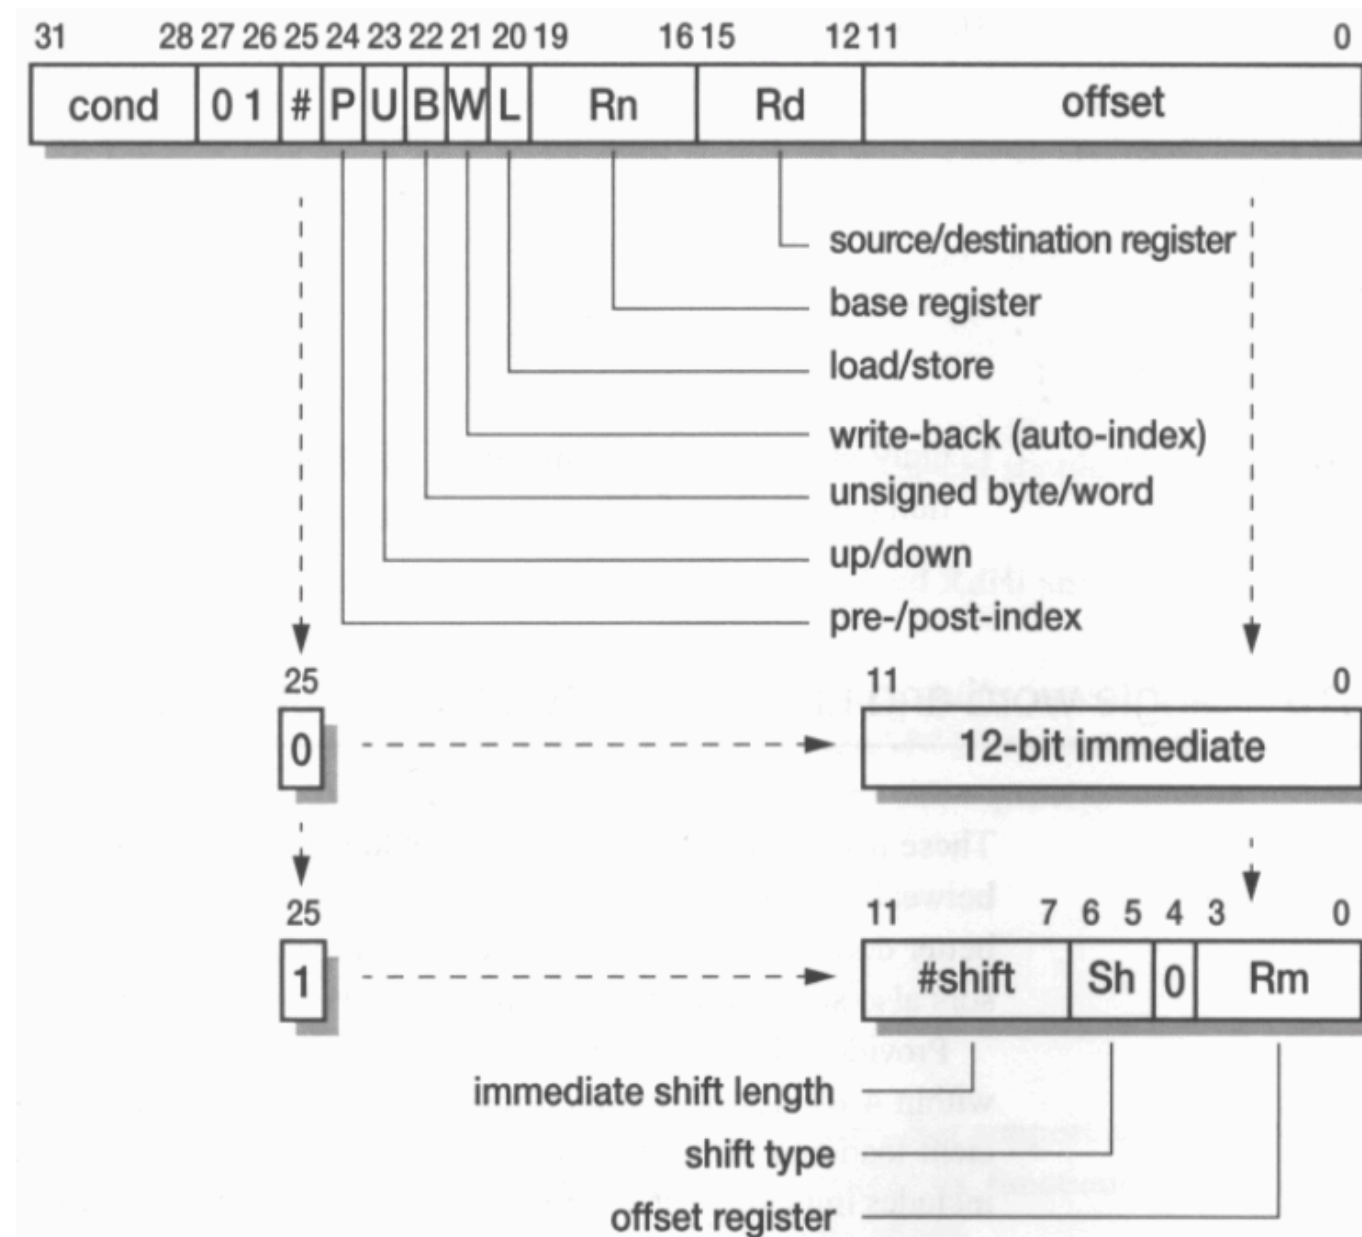 31 28 27 26 25 24 23 22 21 20 19 16 15 12 11 0
cond 0 1 # P U B W L Rn Rd offset
source/destination register
base register
load/store
write-back (auto-index)
unsigned byte/word
up/down
pre-/post-index
25 11 0
0 12-bit immediate
25 11 7 6 5 4 3 0
1 #shift Sh 0 Rm
immediate shift length
shift type
offset register